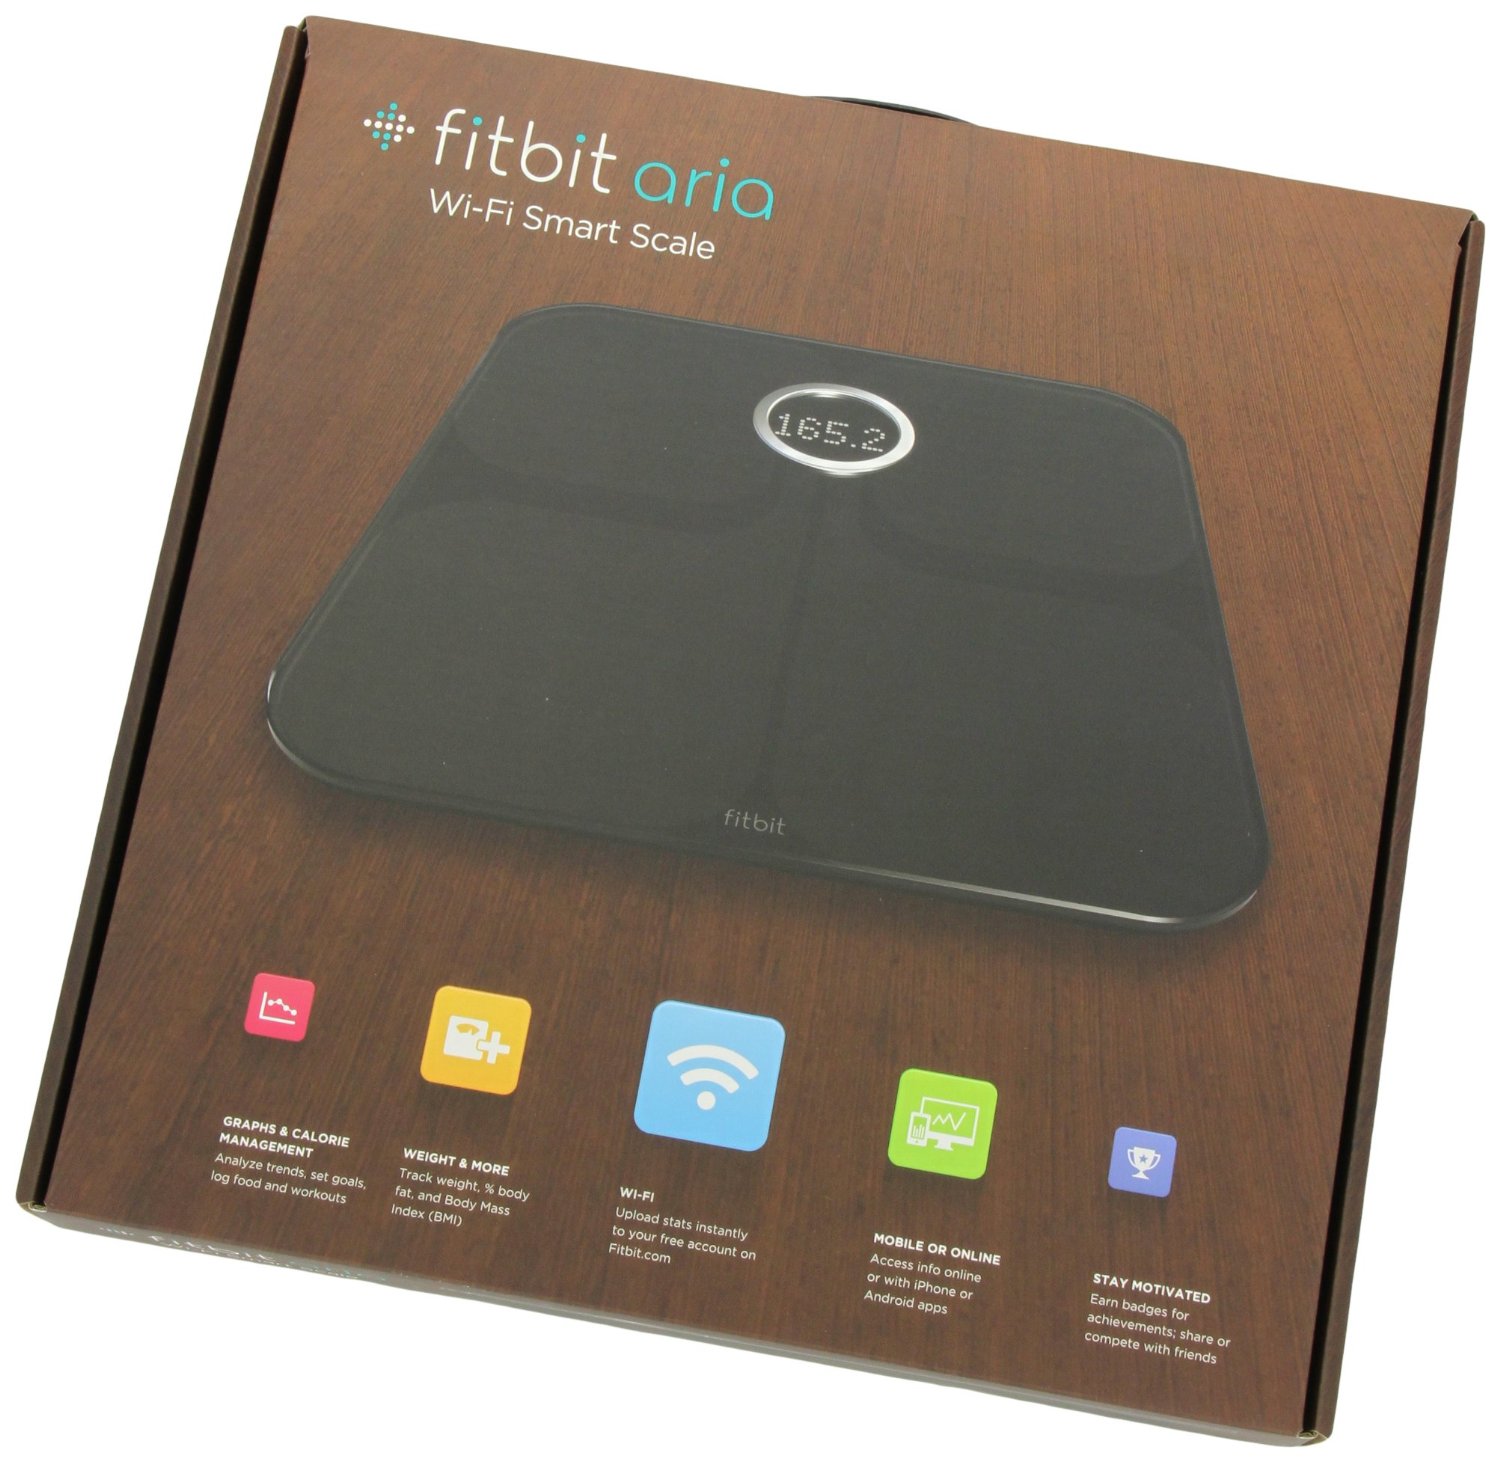 fitbit aria
Wi-Fi Smart Scale
165.2
fitbit
GRAPHS & CALORIE
MANAGEMENT
Analyze trends, set goals,
log food and workouts
WEIGHT & MORE
Track weight, % body
fat, and Body Mass
Index (BMI)
WI-FI
Upload stats instantly
to your free account on
Fitbit.com
MOBILE OR ONLINE
Access info online
or with iPhone or
Android apps
STAY MOTIVATED
Earn badges for
achievements; share or
compete with friends
fitbit